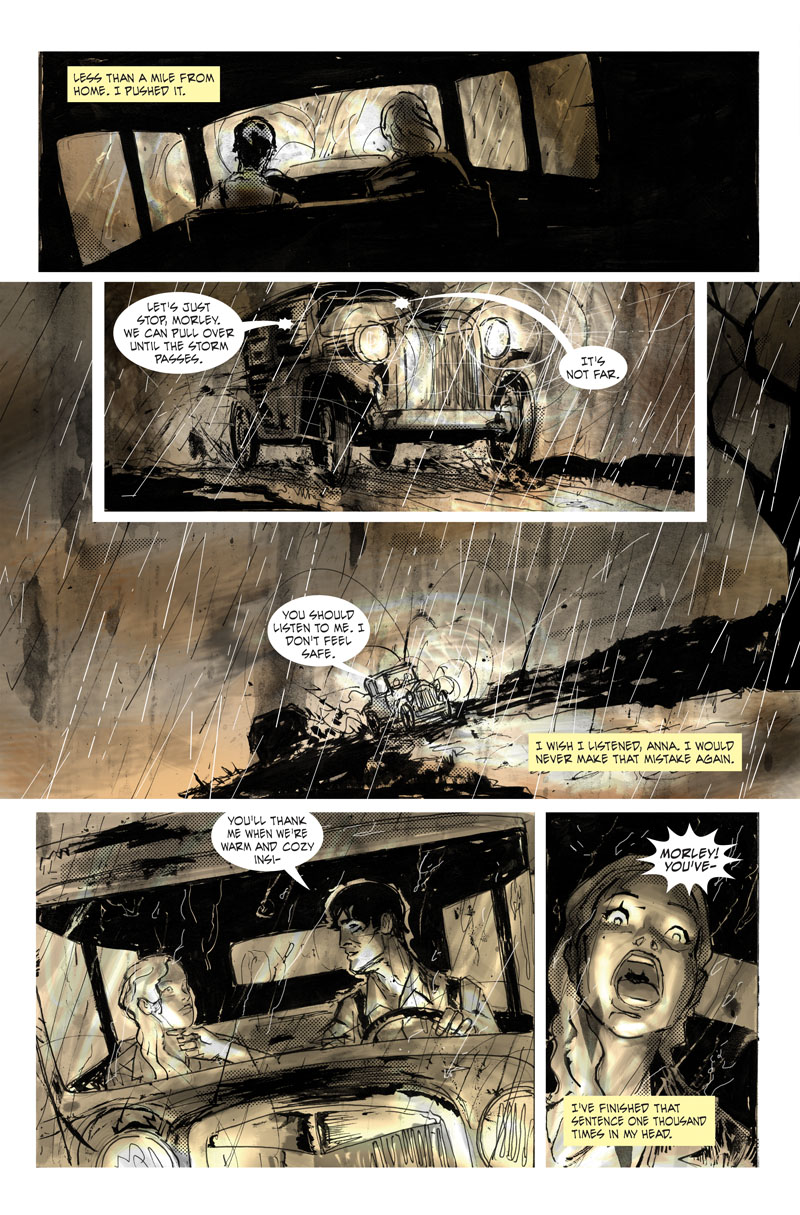 LESS THAN A MILE FROM
HOME. I PUSHED IT.
LET'S JUST
STOP, MORLEY.
WE CAN PULL OVER
UNTIL THE STORM
PASSES.
IT'S
NOT FAR.
YOU SHOULD
LISTEN TO ME. I
DON'T FEEL
SAFE.
I WISH I LISTENED, ANNA. I WOULD
NEVER MAKE THAT MISTAKE AGAIN.
YOU'LL THANK
ME WHEN WE'RE
WARM AND COZY
INSI-
MORLEY!
YOU'VE-
I'VE FINISHED THAT
SENTENCE ONE THOUSAND
TIMES IN MY HEAD.